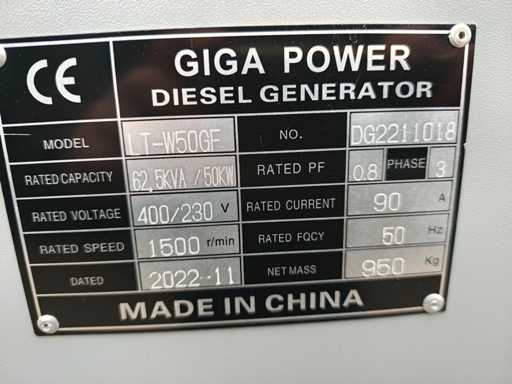 CE GIGA POWER
DIESEL GENERATOR
MODEL LT-W50GF NO. DG2211018
RATED CAPACITY 62,5KVA/50KW RATED PF 0.8 PHASE 3
RATED VOLTAGE 400/230 V RATED CURRENT 90 A
RATED SPEED 1500 r/min RATED FQCY 50 Hz
DATED 2022.11 NET MASS 950 Kg
MADE IN CHINA